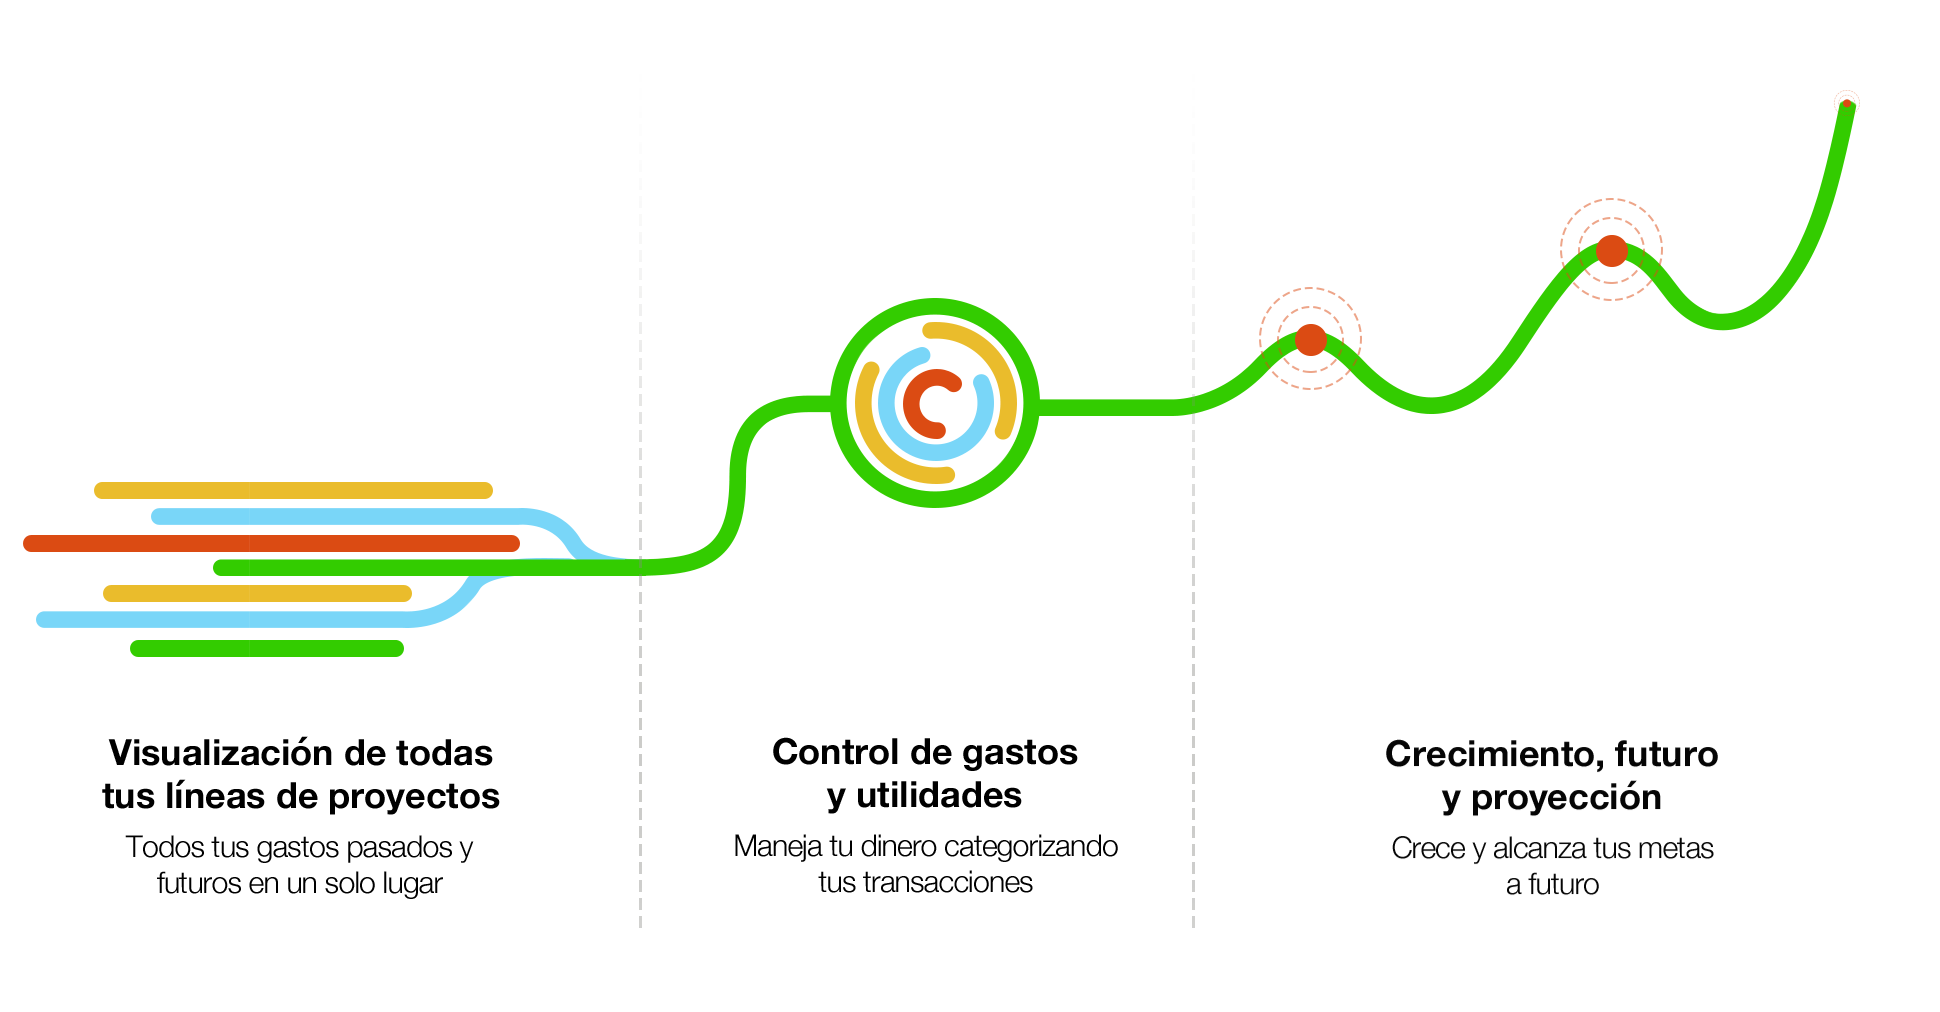 Visualización de todas
tus líneas de proyectos
Todos tus gastos pasados y
futuros en un solo lugar
Control de gastos
y utilidades
Maneja tu dinero categorizando
tus transacciones
Crecimiento, futuro
y proyección
Crece y alcanza tus metas
a futuro